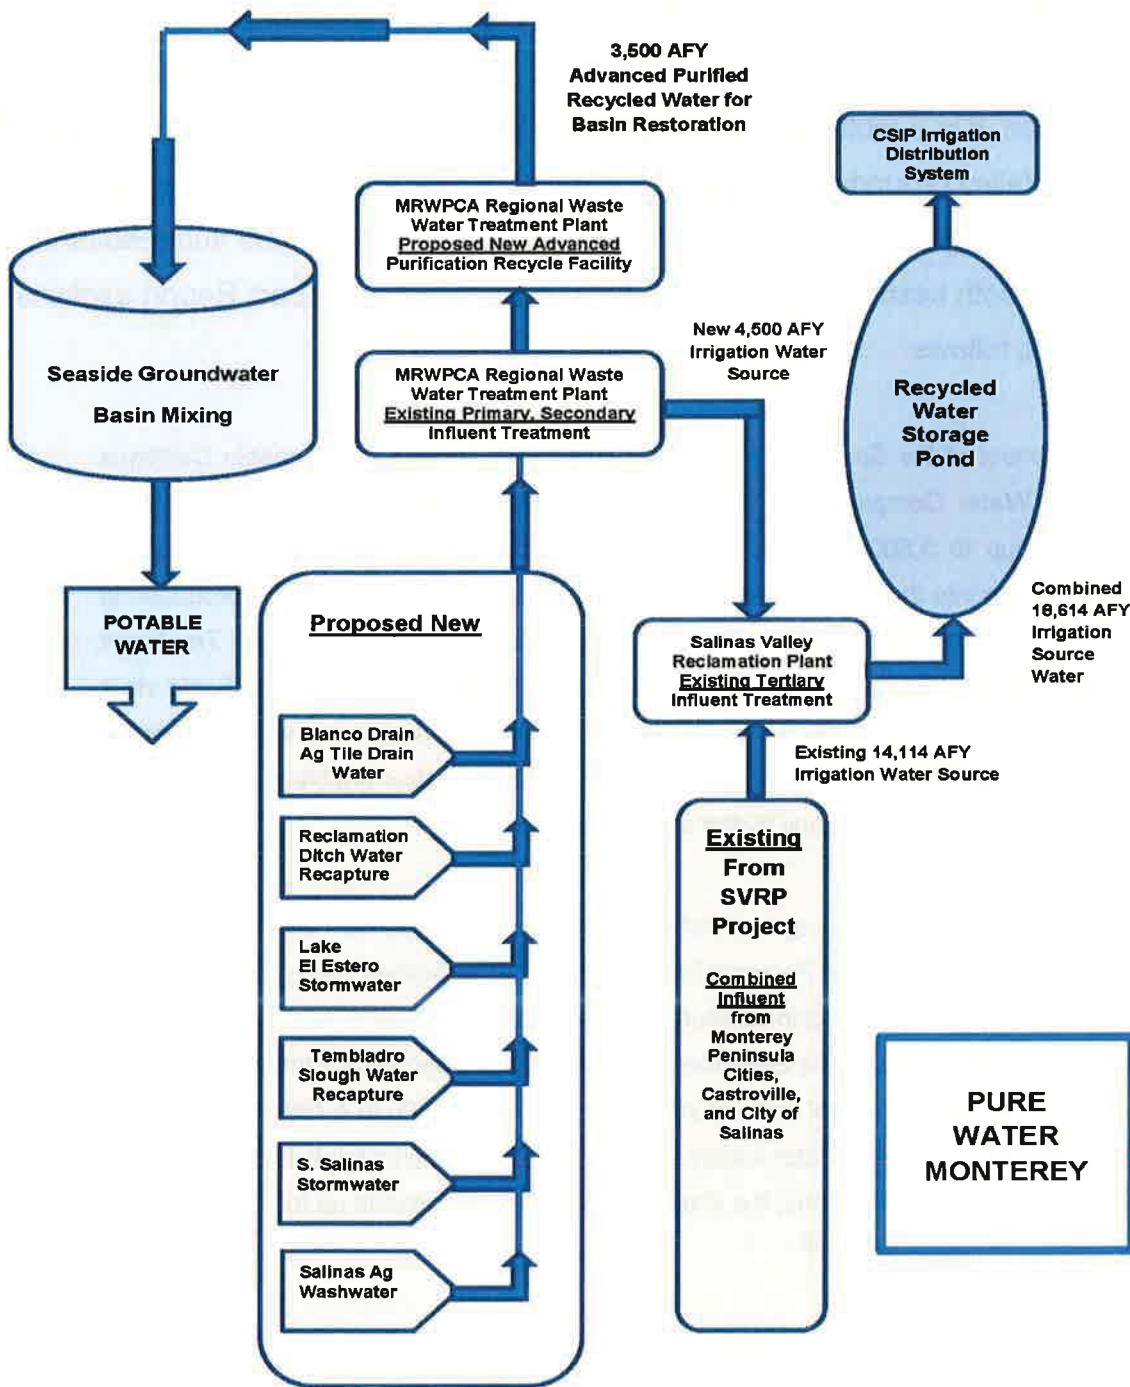 3,500 AFY
Advanced Purified
Recycled Water for
Basin Restoration
CSIP Irrigation
Distribution
System
MRWPCA Regional Waste
Water Treatment Plant
Proposed New Advanced
Purification Recycle Facility
New 4,500 AFY
Irrigation Water
Source
MRWPCA Regional Waste
Water Treatment Plant
Existing Primary, Secondary
Influent Treatment
Seaside Groundwater
Basin Mixing
Recycled
Water
Storage
Pond
POTABLE
WATER
Proposed New
Salinas Valley
Reclamation Plant
Existing Tertiary
Influent Treatment
Combined
18,614 AFY
Irrigation
Source
Water
Existing 14,114 AFY
Irrigation Water Source
Blanco Drain
Ag Tile Drain
Water
Reclamation
Ditch Water
Recapture
Lake
El Estero
Stormwater
Tembladro
Slough Water
Recapture
S. Salinas
Stormwater
Salinas Ag
Washwater
Existing
From
SVRP
Project
Combined
Influent
from
Monterey
Peninsula
Cities,
Castroville,
and City of
Salinas
PURE
WATER
MONTEREY